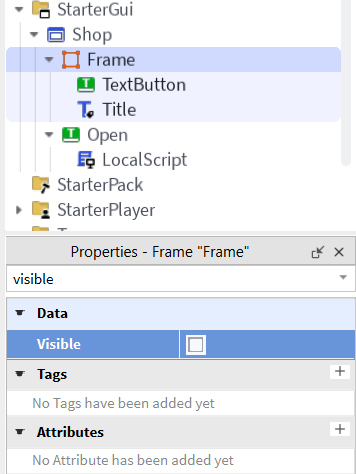 StarterGui
Shop
Frame
TextButton
Title
Open
LocalScript
StarterPack
StarterPlayer
Properties - Frame "Frame"
visible
Data
Visible
Tags
No Tags have been added yet
Attributes
No Attribute has been added yet